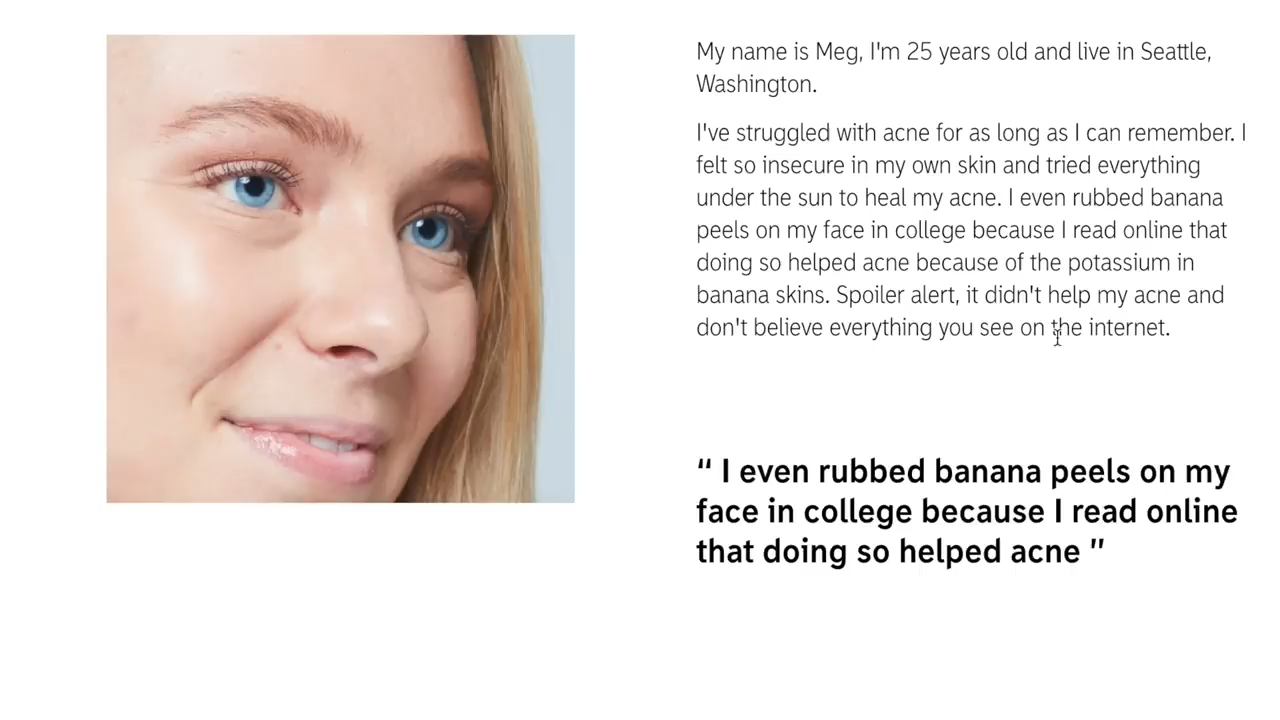 My name is Meg, I'm 25 years old and live in Seattle,
Washington.
I've struggled with acne for as long as I can remember. I
felt so insecure in my own skin and tried everything
under the sun to heal my acne. I even rubbed banana
peels on my face in college because I read online that
doing so helped acne because of the potassium in
banana skins. Spoiler alert, it didn't help my acne and
don't believe everything you see on the internet.
“ I even rubbed banana peels on my
face in college because I read online
that doing so helped acne ”